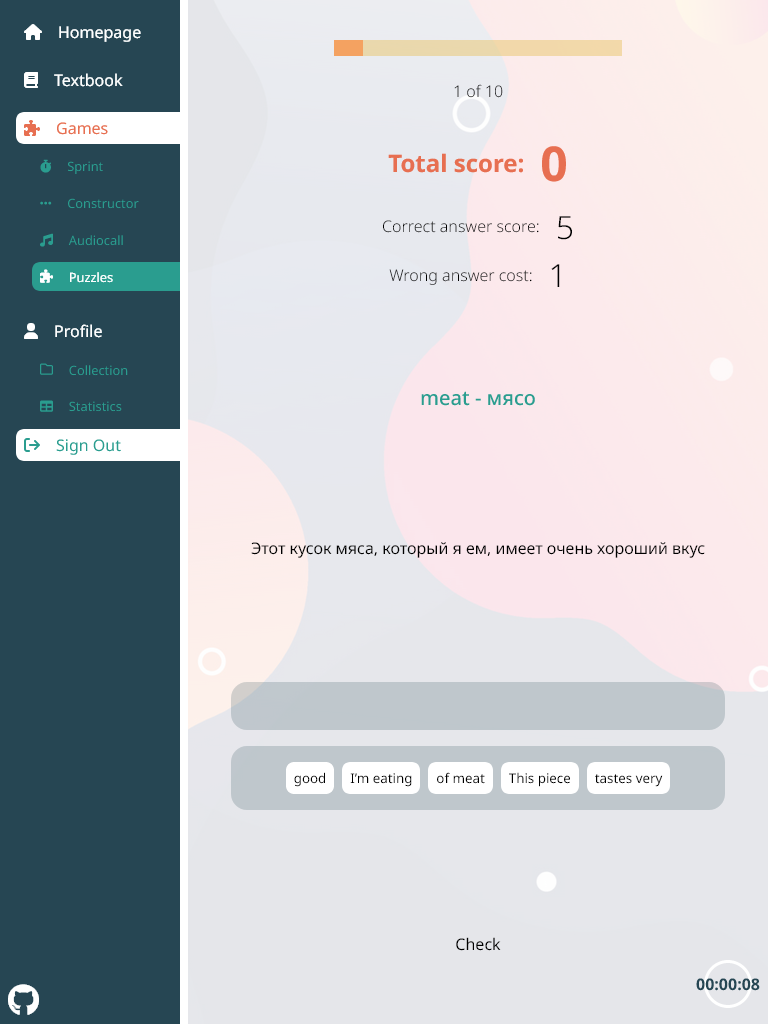 Homepage
Textbook
Games
Sprint
Constructor
Audiocall
Puzzles
Profile
Collection
Statistics
Sign Out
1 of 10
Total score: 0
Correct answer score: 5
Wrong answer cost: 1
meat - мясо
Этот кусок мяса, который я ем, имеет очень хороший вкус
good I'm eating of meat This piece tastes very
Check
00:00:08